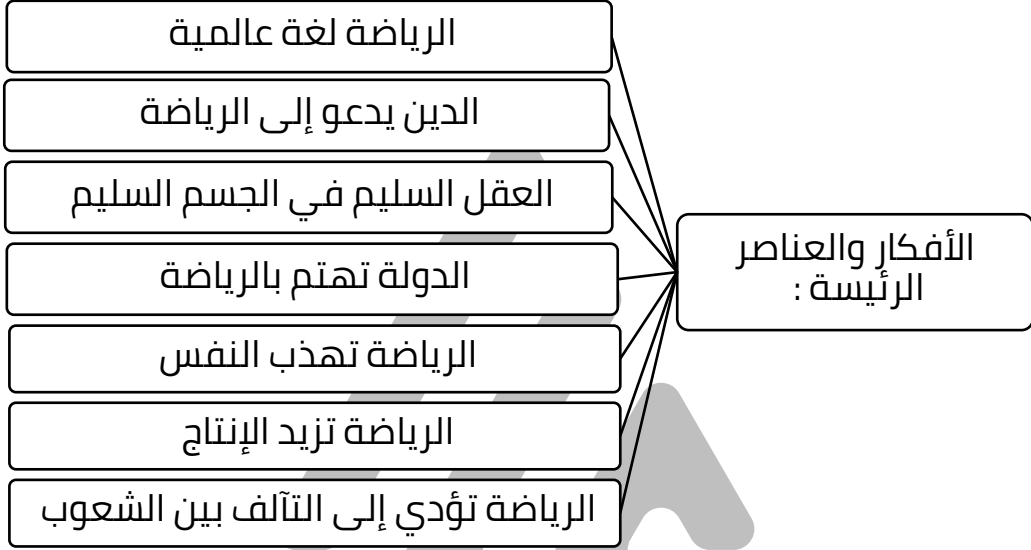 الأفكار والعناصر
الرئيسة :
الرياضة لغة عالمية
الدين يدعو إلى الرياضة
العقل السليم في الجسم السليم
الدولة تهتم بالرياضة
الرياضة تهذب النفس
الرياضة تزيد الإنتاج
الرياضة تؤدي إلى التآلف بين الشعوب